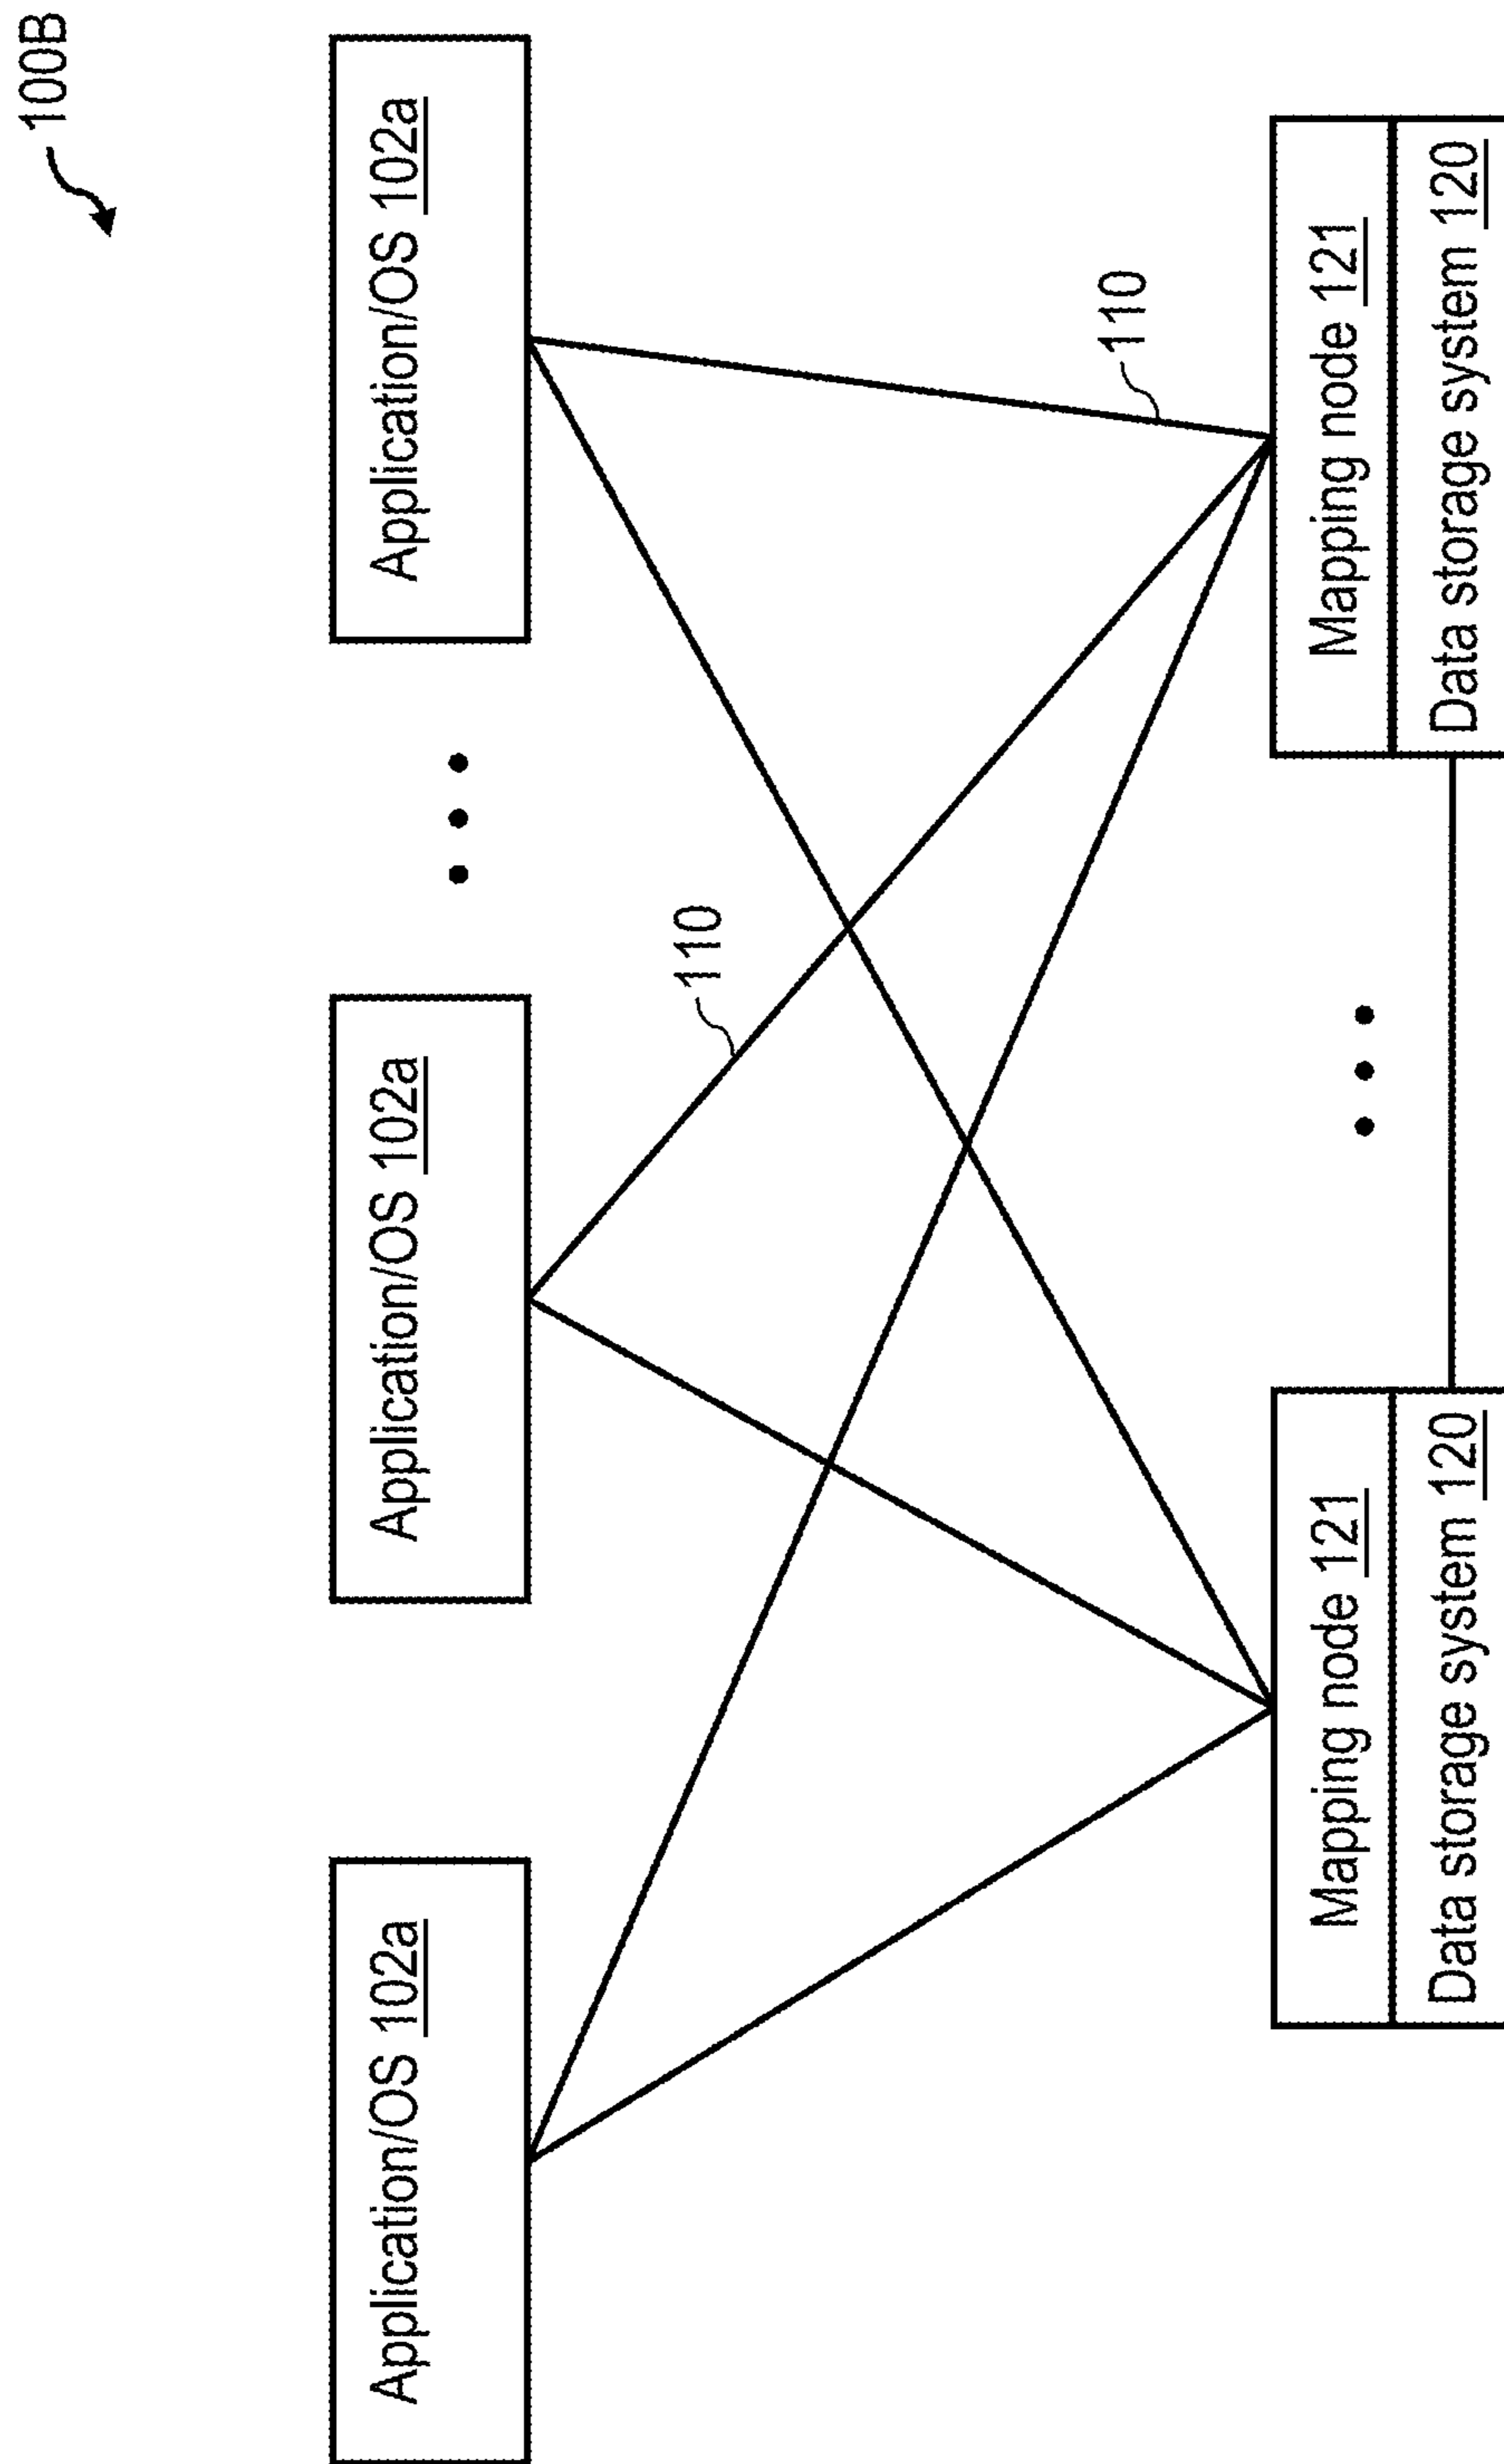 100B
Application/OS 102a
Application/OS 102a
Application/OS 102a
110
110
Mapping node 121
Data storage system 120
Mapping node 121
Data storage system 120